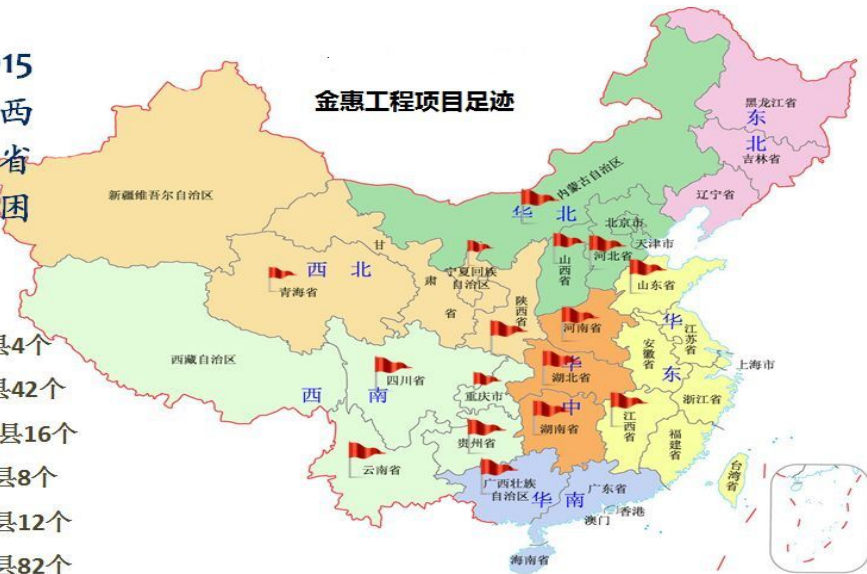 15
西
省
困
县4个
县42个
县16个
县8个
县12个
县82个
金惠工程项目足迹
黑龙江省
东
北
吉林省
辽宁省
新疆维吾尔自治区
内蒙古自治区
华 北
北京市
天津市
河北省
山西省
山东省
甘
肃
省
宁夏回族
自治区
西 北
青海省
陕西省
河南省
华
东
江苏省
安徽省
上海市
西藏自治区
四川省
重庆市
湖北省
华
中
浙江省
西 南
湖南省
江西省
福建省
贵州省
云南省
台湾省
广西壮族
自治区
华 南
广东省
香港
澳门
海南省